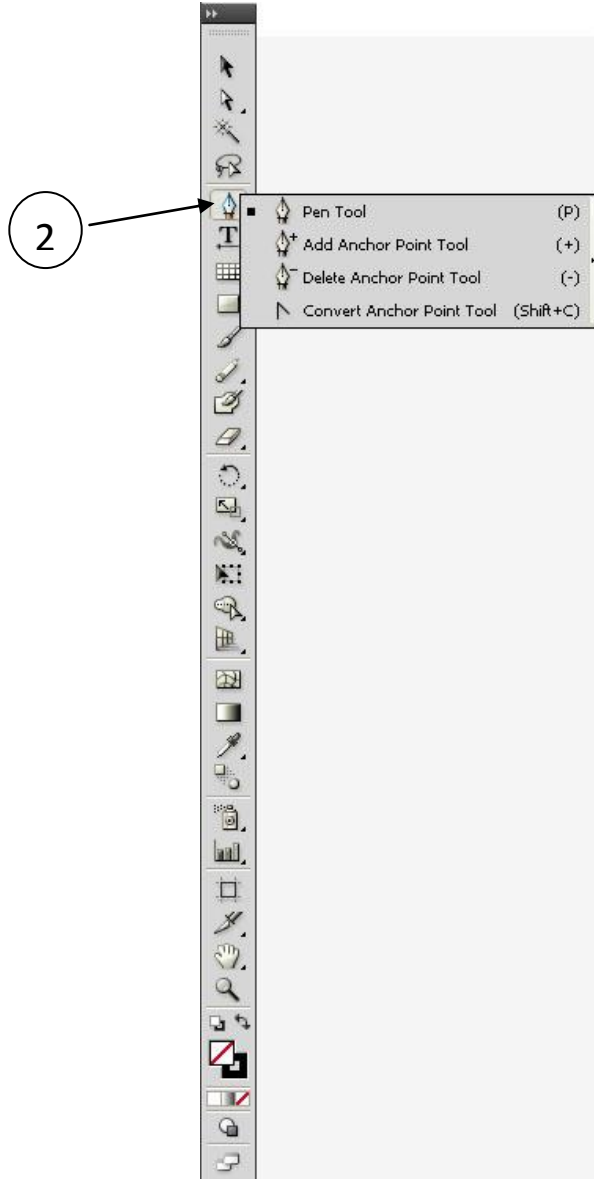 2
Pen Tool (P)
Add Anchor Point Tool (+)
Delete Anchor Point Tool (-)
Convert Anchor Point Tool (Shift+C)